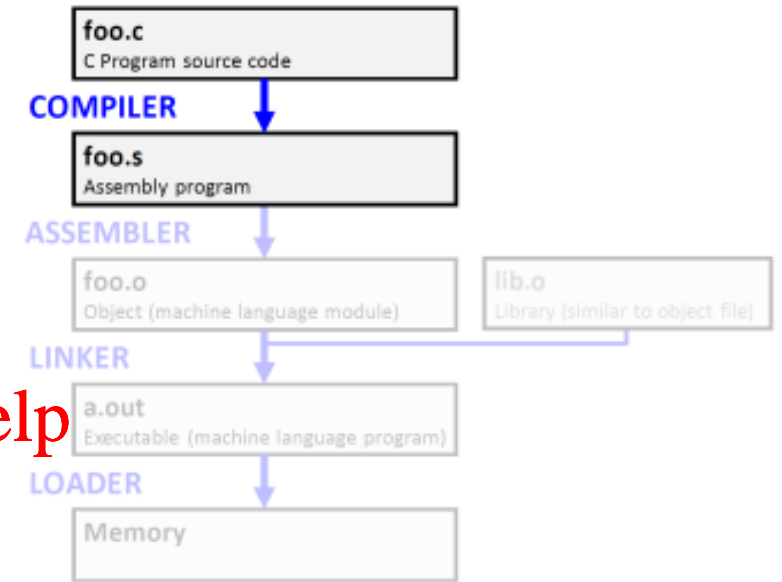 foo.c
C Program source code
COMPILER
foo.s
Assembly program
ASSEMBLER
foo.o
Object (machine language module)
lib.o
Library (similar to object file)
LINKER
elp
a.out
Executable (machine language program)
LOADER
Memory